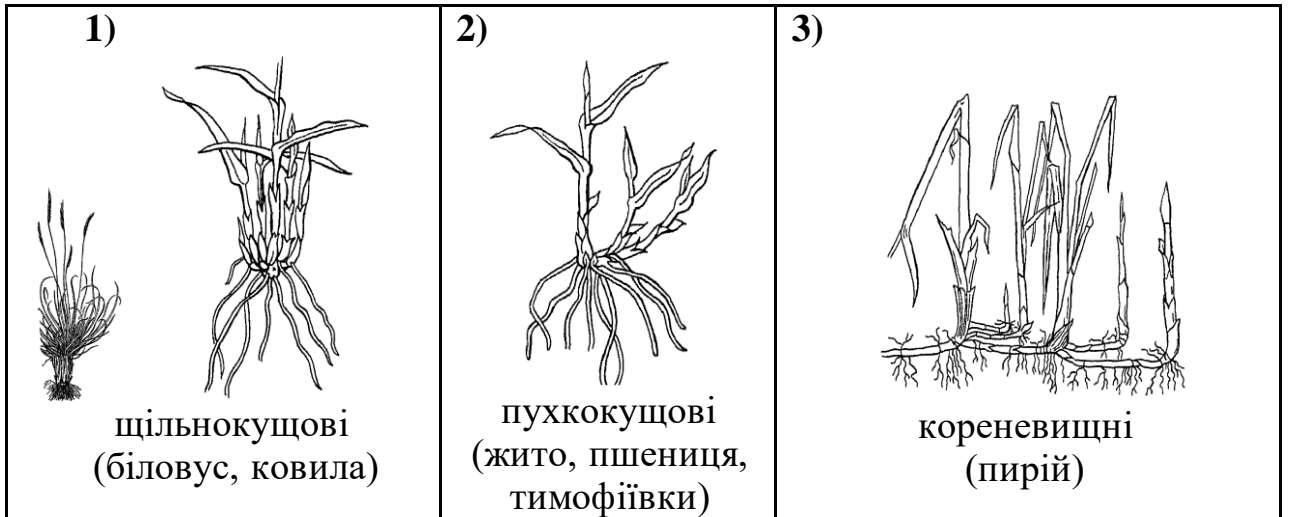 1)
щільнокущові
(біловус, ковила)
2)
пухкокущові
(жито, пшениця,
тимофіївки)
3)
кореневищні
(пирій)